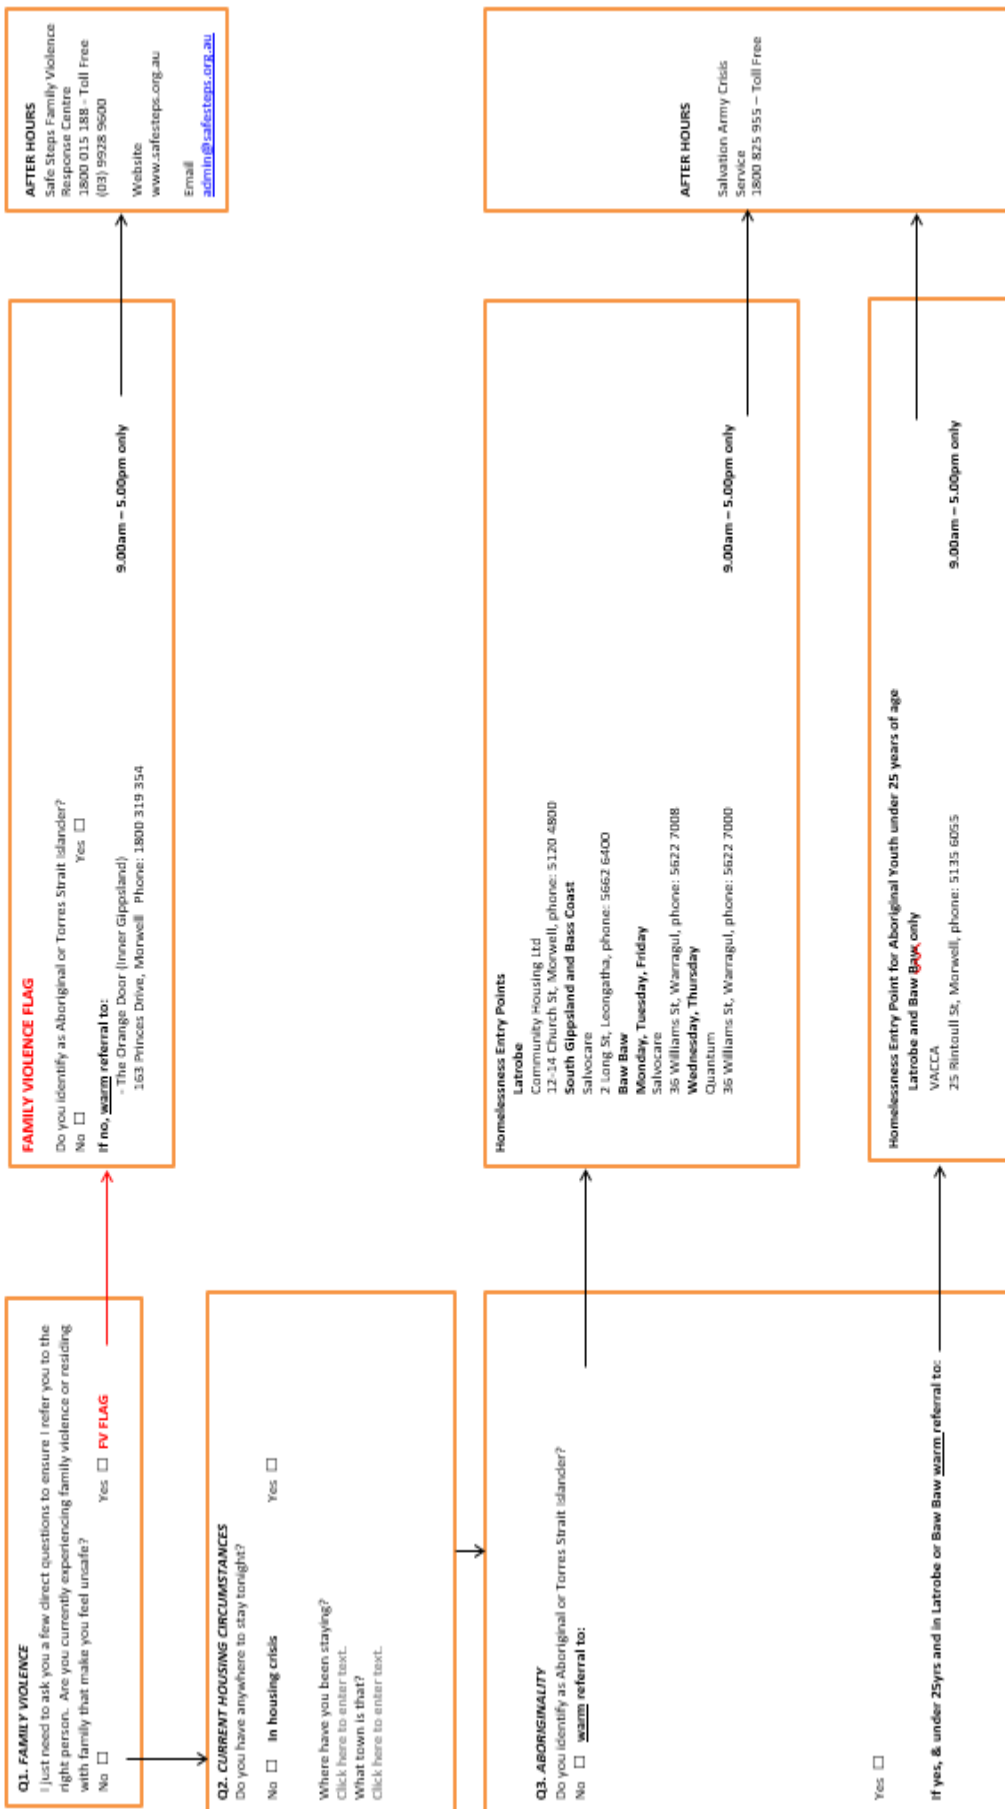 Q1. FAMILY VIOLENCE
I just need to ask you a few direct questions to ensure I refer you to the
right person. Are you currently experiencing family violence or residing
with family that make you feel unsafe?
No ☐ Yes ☐ FV FLAG
FAMILY VIOLENCE FLAG
Do you identify as Aboriginal or Torres Strait Islander?
No ☐ Yes ☐
If no, warm referral to:
- The Orange Door (Inner Gippsland)
163 Princes Drive, Morwell Phone: 1800 319 354
9.00am – 5.00pm only
AFTER HOURS
Safe Steps Family Violence
Response Centre
1800 015 188 - Toll Free
(03) 9928 9600
Website
www.safesteps.org.au
Email
admin@safesteps.org.au
Q2. CURRENT HOUSING CIRCUMSTANCES
Do you have anywhere to stay tonight?
No ☐ In housing crisis Yes ☐
Where have you been staying?
Click here to enter text.
What town is that?
Click here to enter text.
Q3. ABORIGINALITY
Do you identify as Aboriginal or Torres Strait Islander?
No ☐ warm referral to:
Yes ☐
If yes, & under 25yrs and in Latrobe or Baw Baw warm referral to:
Homelessness Entry Points
Latrobe
Community Housing Ltd
12-14 Church St, Morwell, phone: 5120 4800
South Gippsland and Bass Coast
Salvocare
2 Long St, Leongatha, phone: 5662 6400
Baw Baw
Monday, Tuesday, Friday
Salvocare
36 Williams St, Warragul, phone: 5622 7008
Wednesday, Thursday
Quantum
36 Williams St, Warragul, phone: 5622 7000
9.00am – 5.00pm only
Homelessness Entry Point for Aboriginal Youth under 25 years of age
Latrobe and Baw Baw only
VACCA
25 Rintoull St, Morwell, phone: 5135 6055
9.00am – 5.00pm only
AFTER HOURS
Salvation Army Crisis
Service
1800 825 955 – Toll Free